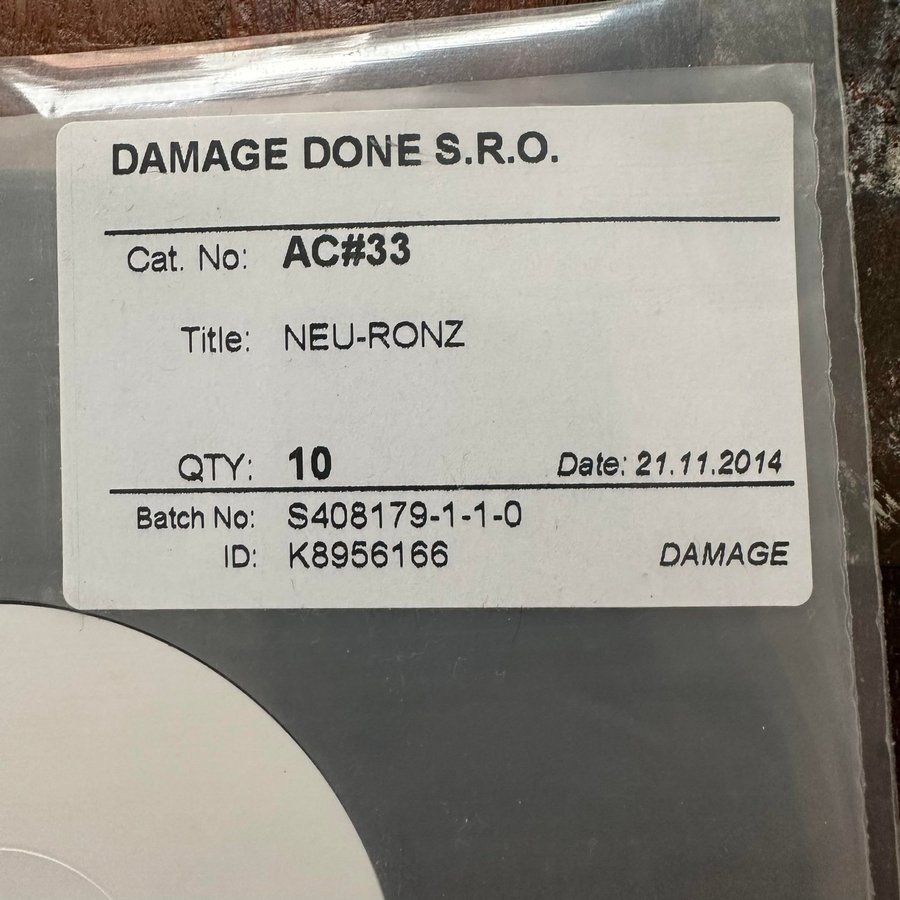 DAMAGE DONE S.R.O.
Cat. No: AC#33
Title: NEU-RONZ
QTY: 10 Date: 21.11.2014
Batch No: S408179-1-1-0
ID: K8956166 DAMAGE